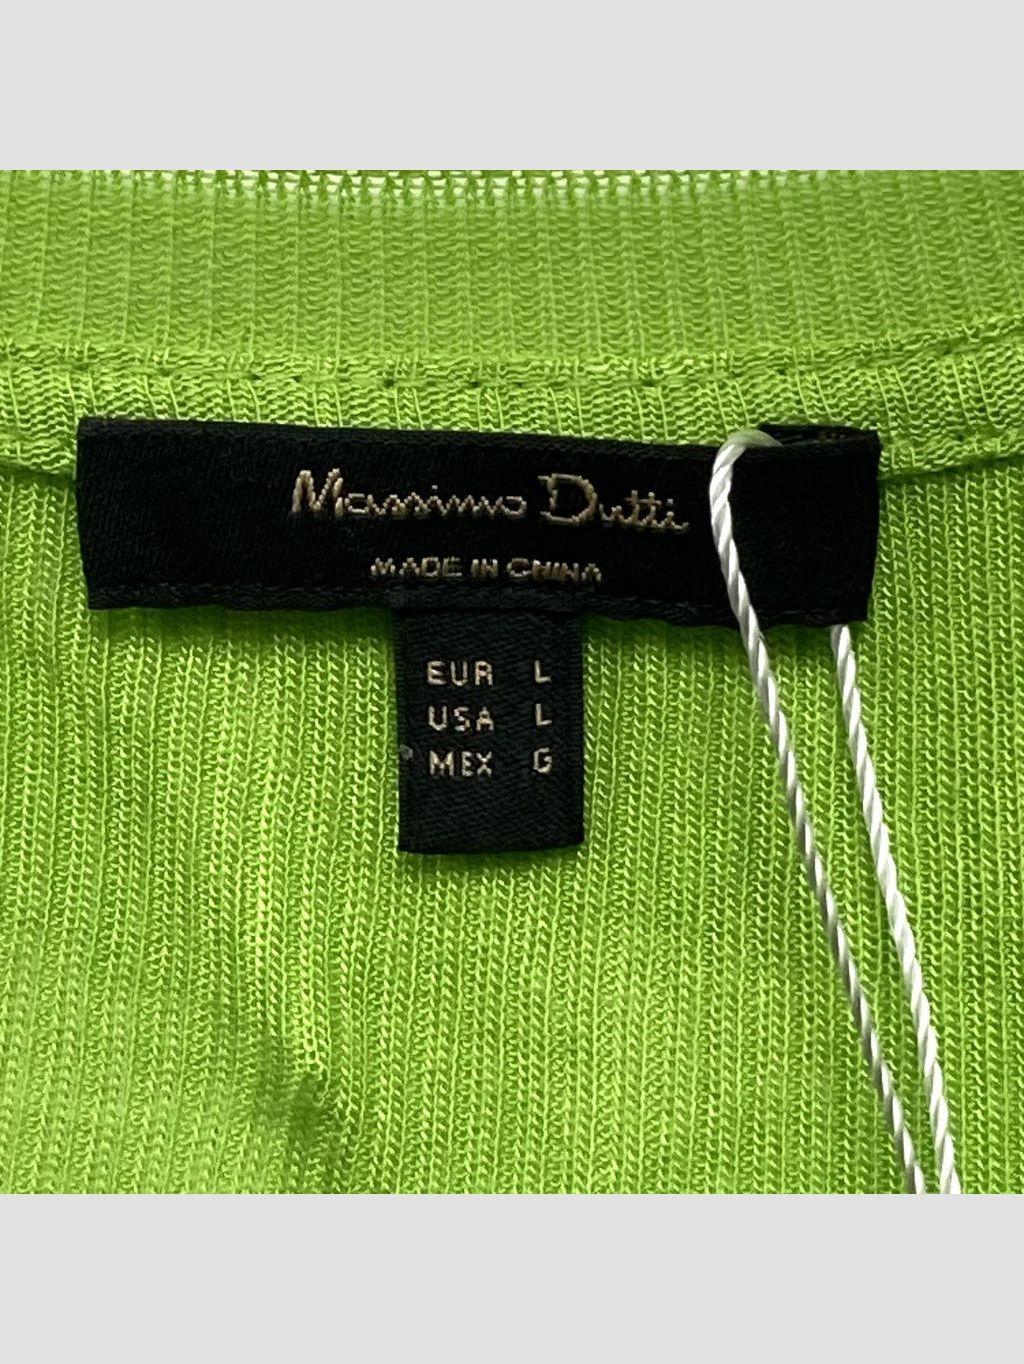 Massimo Dutti
MADE IN CHINA
EUR L
USA L
MEX G